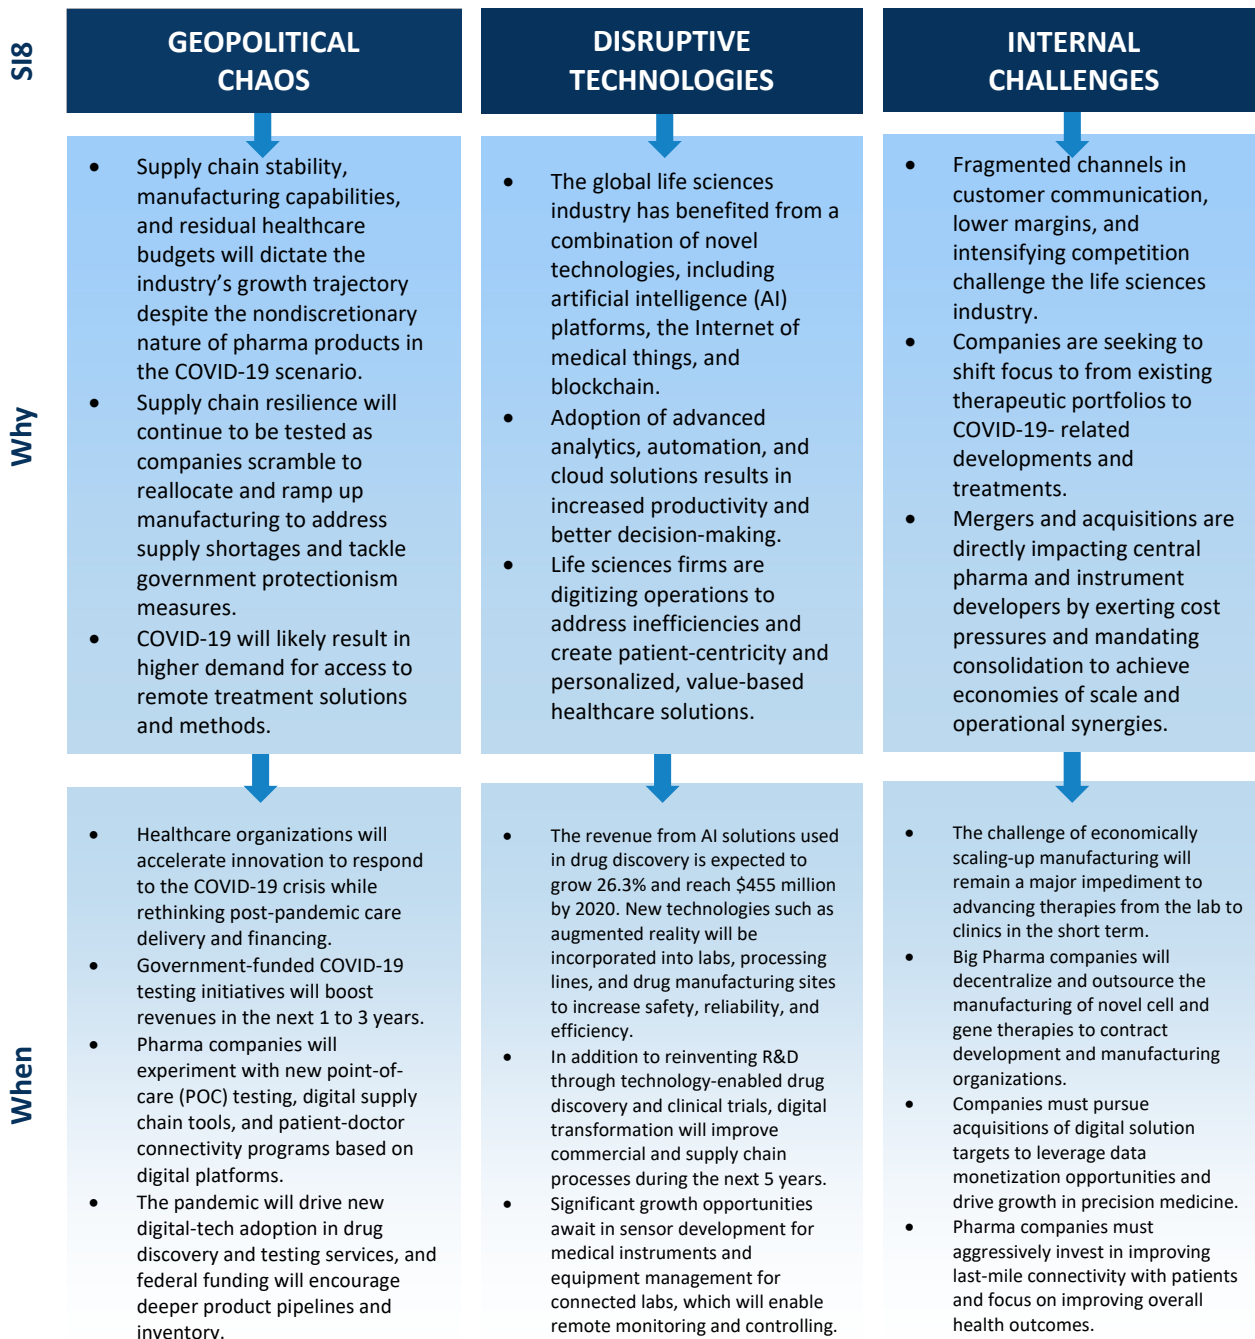 SI8
GEOPOLITICAL
CHAOS
DISRUPTIVE
TECHNOLOGIES
INTERNAL
CHALLENGES
Why
• Supply chain stability,
manufacturing capabilities,
and residual healthcare
budgets will dictate the
industry’s growth trajectory
despite the nondiscretionary
nature of pharma products in
the COVID-19 scenario.
• Supply chain resilience will
continue to be tested as
companies scramble to
reallocate and ramp up
manufacturing to address
supply shortages and tackle
government protectionism
measures.
• COVID-19 will likely result in
higher demand for access to
remote treatment solutions
and methods.
• The global life sciences
industry has benefited from a
combination of novel
technologies, including
artificial intelligence (AI)
platforms, the Internet of
medical things, and
blockchain.
• Adoption of advanced
analytics, automation, and
cloud solutions results in
increased productivity and
better decision-making.
• Life sciences firms are
digitizing operations to
address inefficiencies and
create patient-centricity and
personalized, value-based
healthcare solutions.
• Fragmented channels in
customer communication,
lower margins, and
intensifying competition
challenge the life sciences
industry.
• Companies are seeking to
shift focus to from existing
therapeutic portfolios to
COVID-19- related
developments and
treatments.
• Mergers and acquisitions are
directly impacting central
pharma and instrument
developers by exerting cost
pressures and mandating
consolidation to achieve
economies of scale and
operational synergies.
When
• Healthcare organizations will
accelerate innovation to respond
to the COVID-19 crisis while
rethinking post-pandemic care
delivery and financing.
• Government-funded COVID-19
testing initiatives will boost
revenues in the next 1 to 3 years.
• Pharma companies will
experiment with new point-of-
care (POC) testing, digital supply
chain tools, and patient-doctor
connectivity programs based on
digital platforms.
• The pandemic will drive new
digital-tech adoption in drug
discovery and testing services, and
federal funding will encourage
deeper product pipelines and
inventory.
• The revenue from AI solutions used
in drug discovery is expected to
grow 26.3% and reach $455 million
by 2020. New technologies such as
augmented reality will be
incorporated into labs, processing
lines, and drug manufacturing sites
to increase safety, reliability, and
efficiency.
• In addition to reinventing R&D
through technology-enabled drug
discovery and clinical trials, digital
transformation will improve
commercial and supply chain
processes during the next 5 years.
• Significant growth opportunities
await in sensor development for
medical instruments and
equipment management for
connected labs, which will enable
remote monitoring and controlling.
• The challenge of economically
scaling-up manufacturing will
remain a major impediment to
advancing therapies from the lab to
clinics in the short term.
• Big Pharma companies will
decentralize and outsource the
manufacturing of novel cell and
gene therapies to contract
development and manufacturing
organizations.
• Companies must pursue
acquisitions of digital solution
targets to leverage data
monetization opportunities and
drive growth in precision medicine.
• Pharma companies must
aggressively invest in improving
last-mile connectivity with patients
and focus on improving overall
health outcomes.